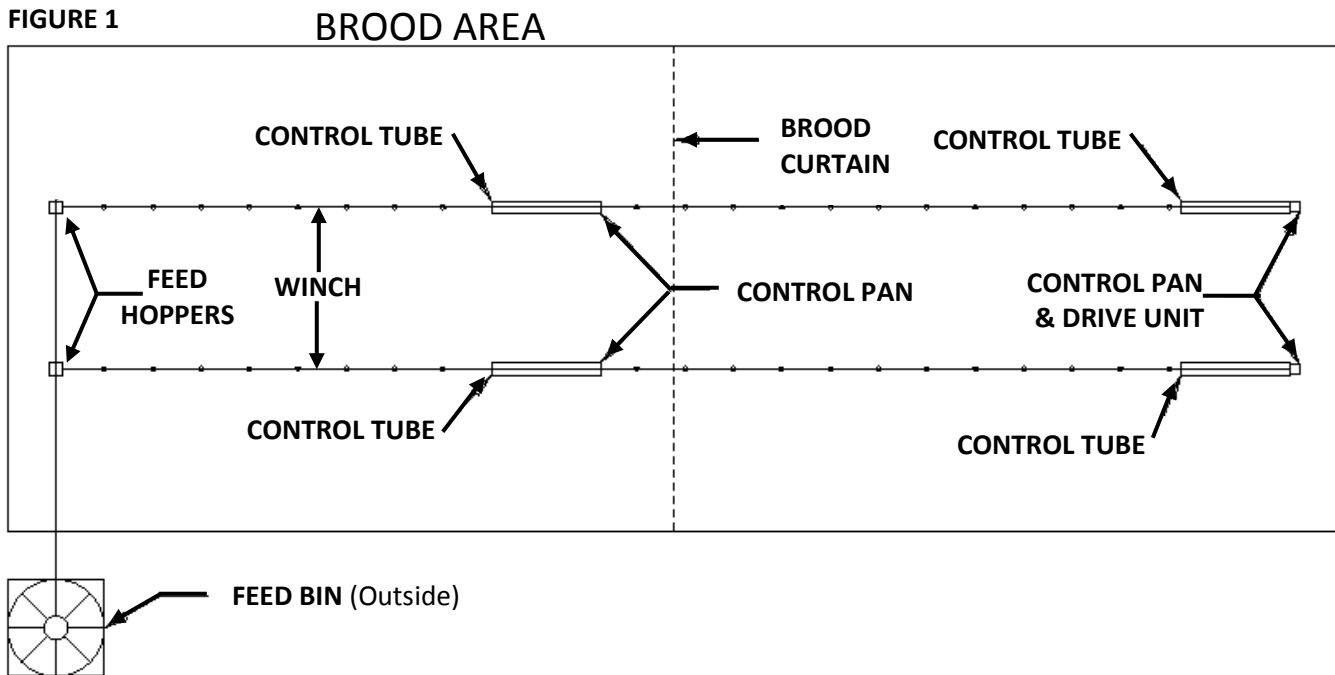 FIGURE 1
BROOD AREA
CONTROL TUBE
BROOD
CURTAIN
CONTROL TUBE
FEED
HOPPERS
WINCH
CONTROL PAN
CONTROL PAN
& DRIVE UNIT
CONTROL TUBE
CONTROL TUBE
FEED BIN (Outside)